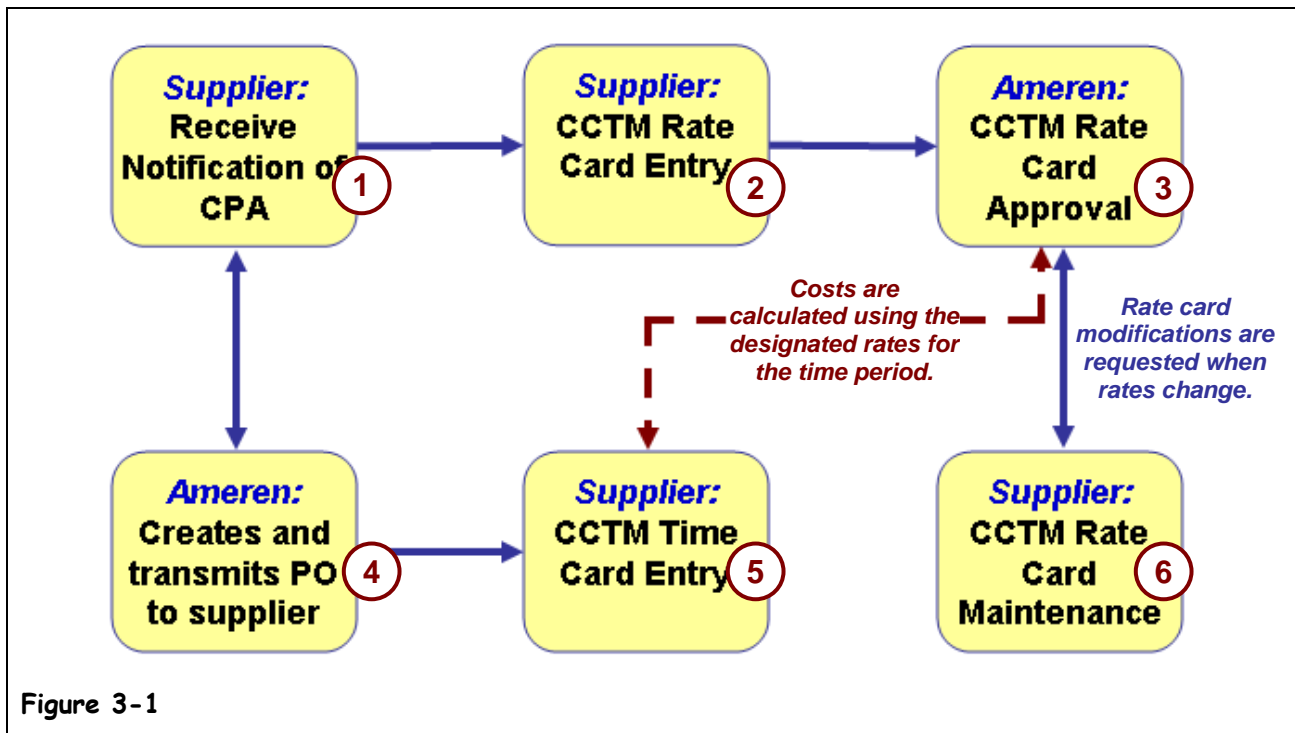 Supplier:
Receive
Notification of
CPA
1
Supplier:
CCTM Rate
Card Entry
2
Ameren:
CCTM Rate
Card
Approval
3
Costs are
calculated using the
designated rates for
the time period.
Rate card
modifications are
requested when
rates change.
Ameren:
Creates and
transmits PO
to supplier
4
Supplier:
CCTM Time
Card Entry
5
Supplier:
CCTM Rate
Card
Maintenance
6
Figure 3-1